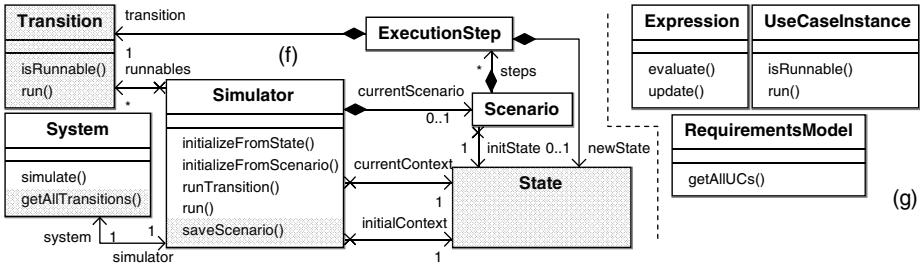 Transition
isRunnable()
run()
transition
1
runnables
*
(f)
ExecutionStep
*
steps
Simulator
initializeFromState()
initializeFromScenario()
runTransition()
run()
saveScenario()
currentScenario
0..1
Scenario
1
initState
0..1
newState
System
simulate()
getAllTransitions()
system
1
1
simulator
currentContext
1
initialContext
1
State
Expression
evaluate()
update()
UseCaseInstance
isRunnable()
run()
RequirementsModel
getAllUCs()
(g)